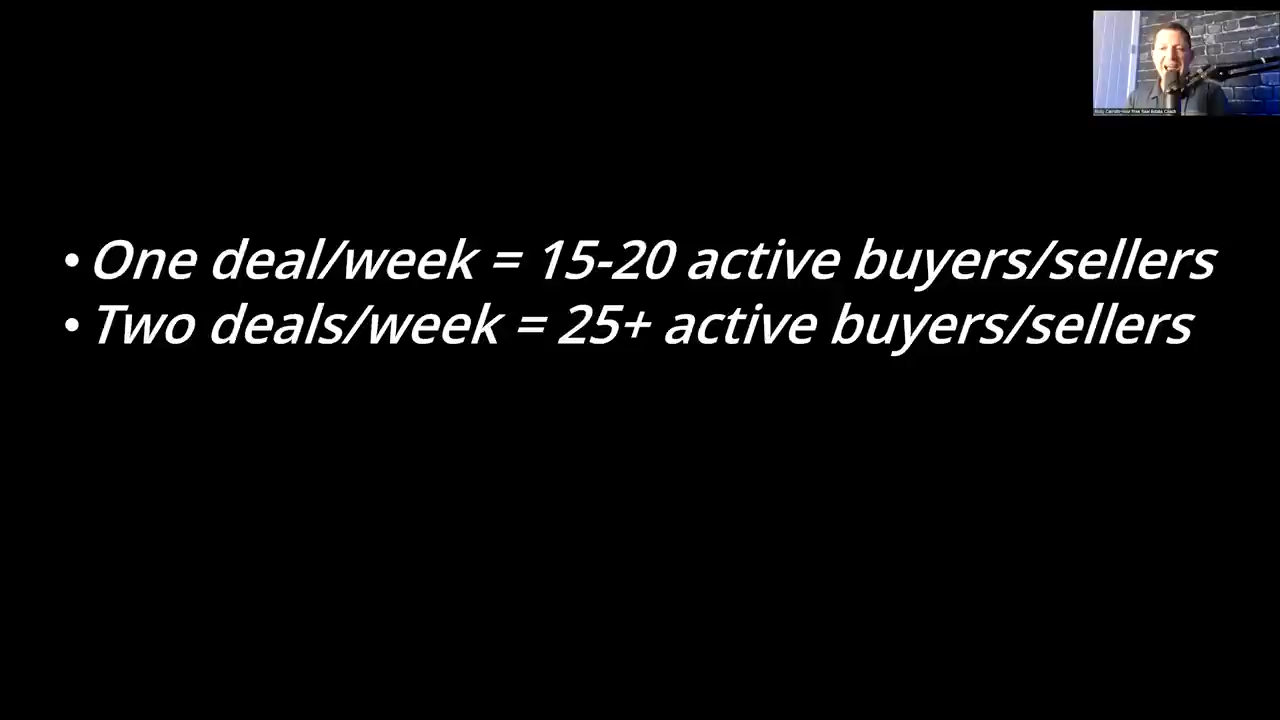 • One deal/week = 15-20 active buyers/sellers
• Two deals/week = 25+ active buyers/sellers